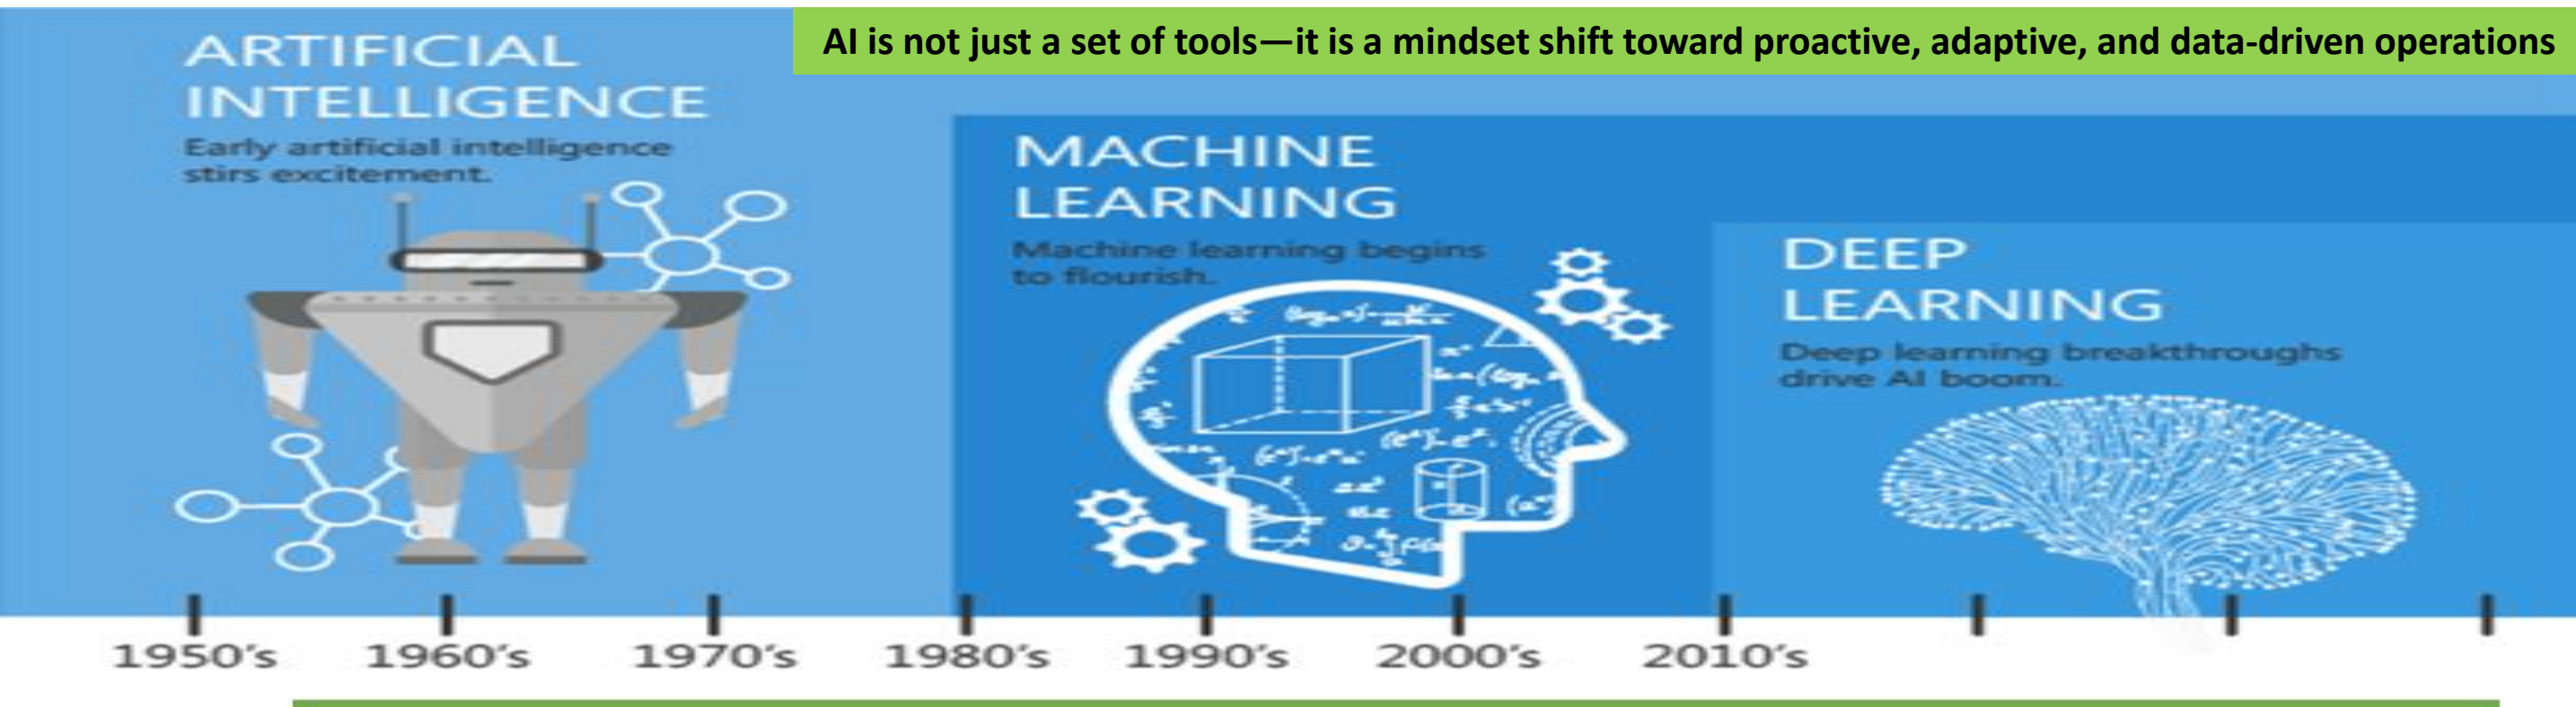 AI is not just a set of tools—it is a mindset shift toward proactive, adaptive, and data-driven operations
ARTIFICIAL
INTELLIGENCE
Early artificial intelligence
stirs excitement.
MACHINE
LEARNING
Machine learning begins
to flourish.
DEEP
LEARNING
Deep learning breakthroughs
drive AI boom.
1950's 1960's 1970's 1980's 1990's 2000's 2010's